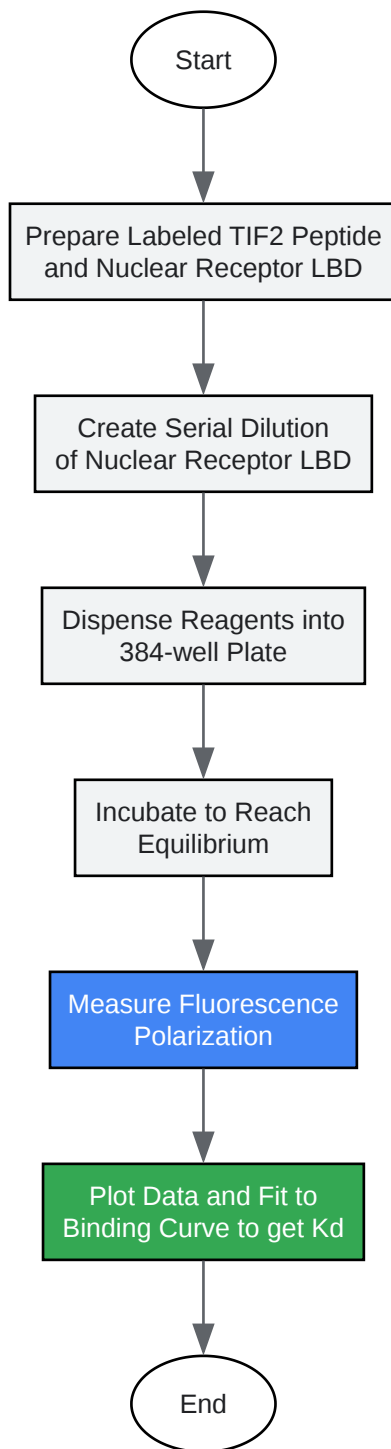 Start
Prepare Labeled TIF2 Peptide
and Nuclear Receptor LBD
Create Serial Dilution
of Nuclear Receptor LBD
Dispense Reagents into
384-well Plate
Incubate to Reach
Equilibrium
Measure Fluorescence
Polarization
Plot Data and Fit to
Binding Curve to get Kd
End